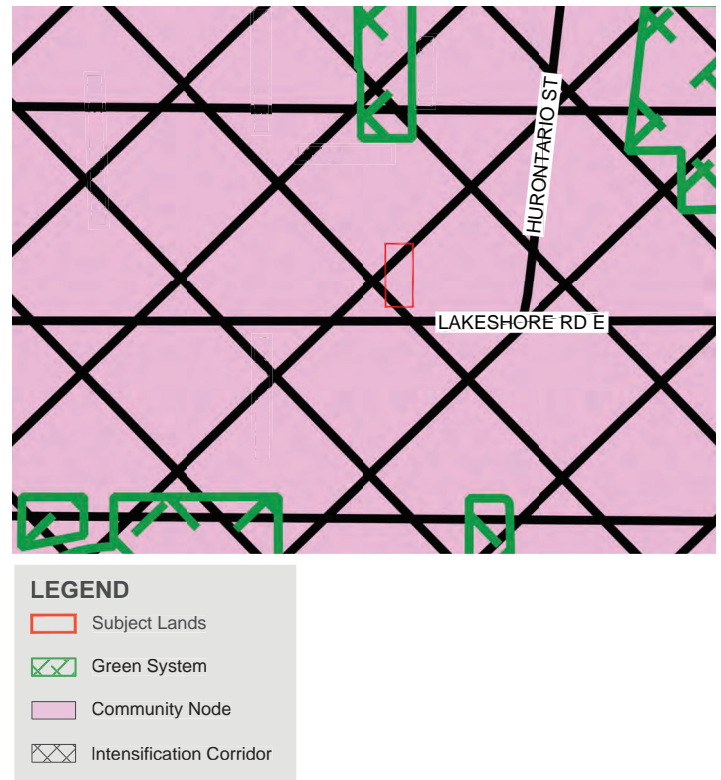 HURONTARIO ST
LAKESHORE RD E
LEGEND
Subject Lands
Green System
Community Node
Intensification Corridor